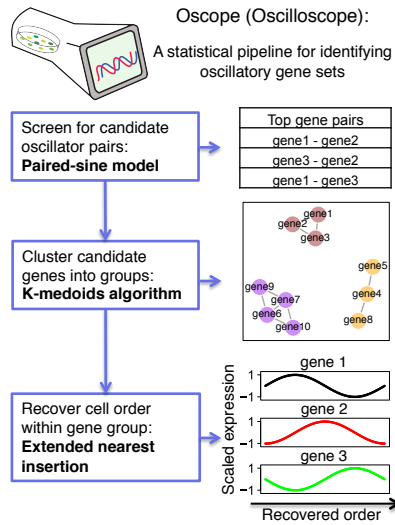 Oscope (Oscilloscope):
A statistical pipeline for identifying
oscillatory gene sets
Screen for candidate
oscillator pairs:
Paired-sine model
Top gene pairs
gene1 - gene2
gene3 - gene2
gene1 - gene3
Cluster candidate
genes into groups:
K-medoids algorithm
gene1
gene2
gene3
gene5
gene9
gene7
gene4
gene6
gene10
gene8
Recover cell order
within gene group:
Extended nearest
insertion
Scaled expression
gene 1
1
−1
gene 2
1
−1
gene 3
1
−1
Recovered order